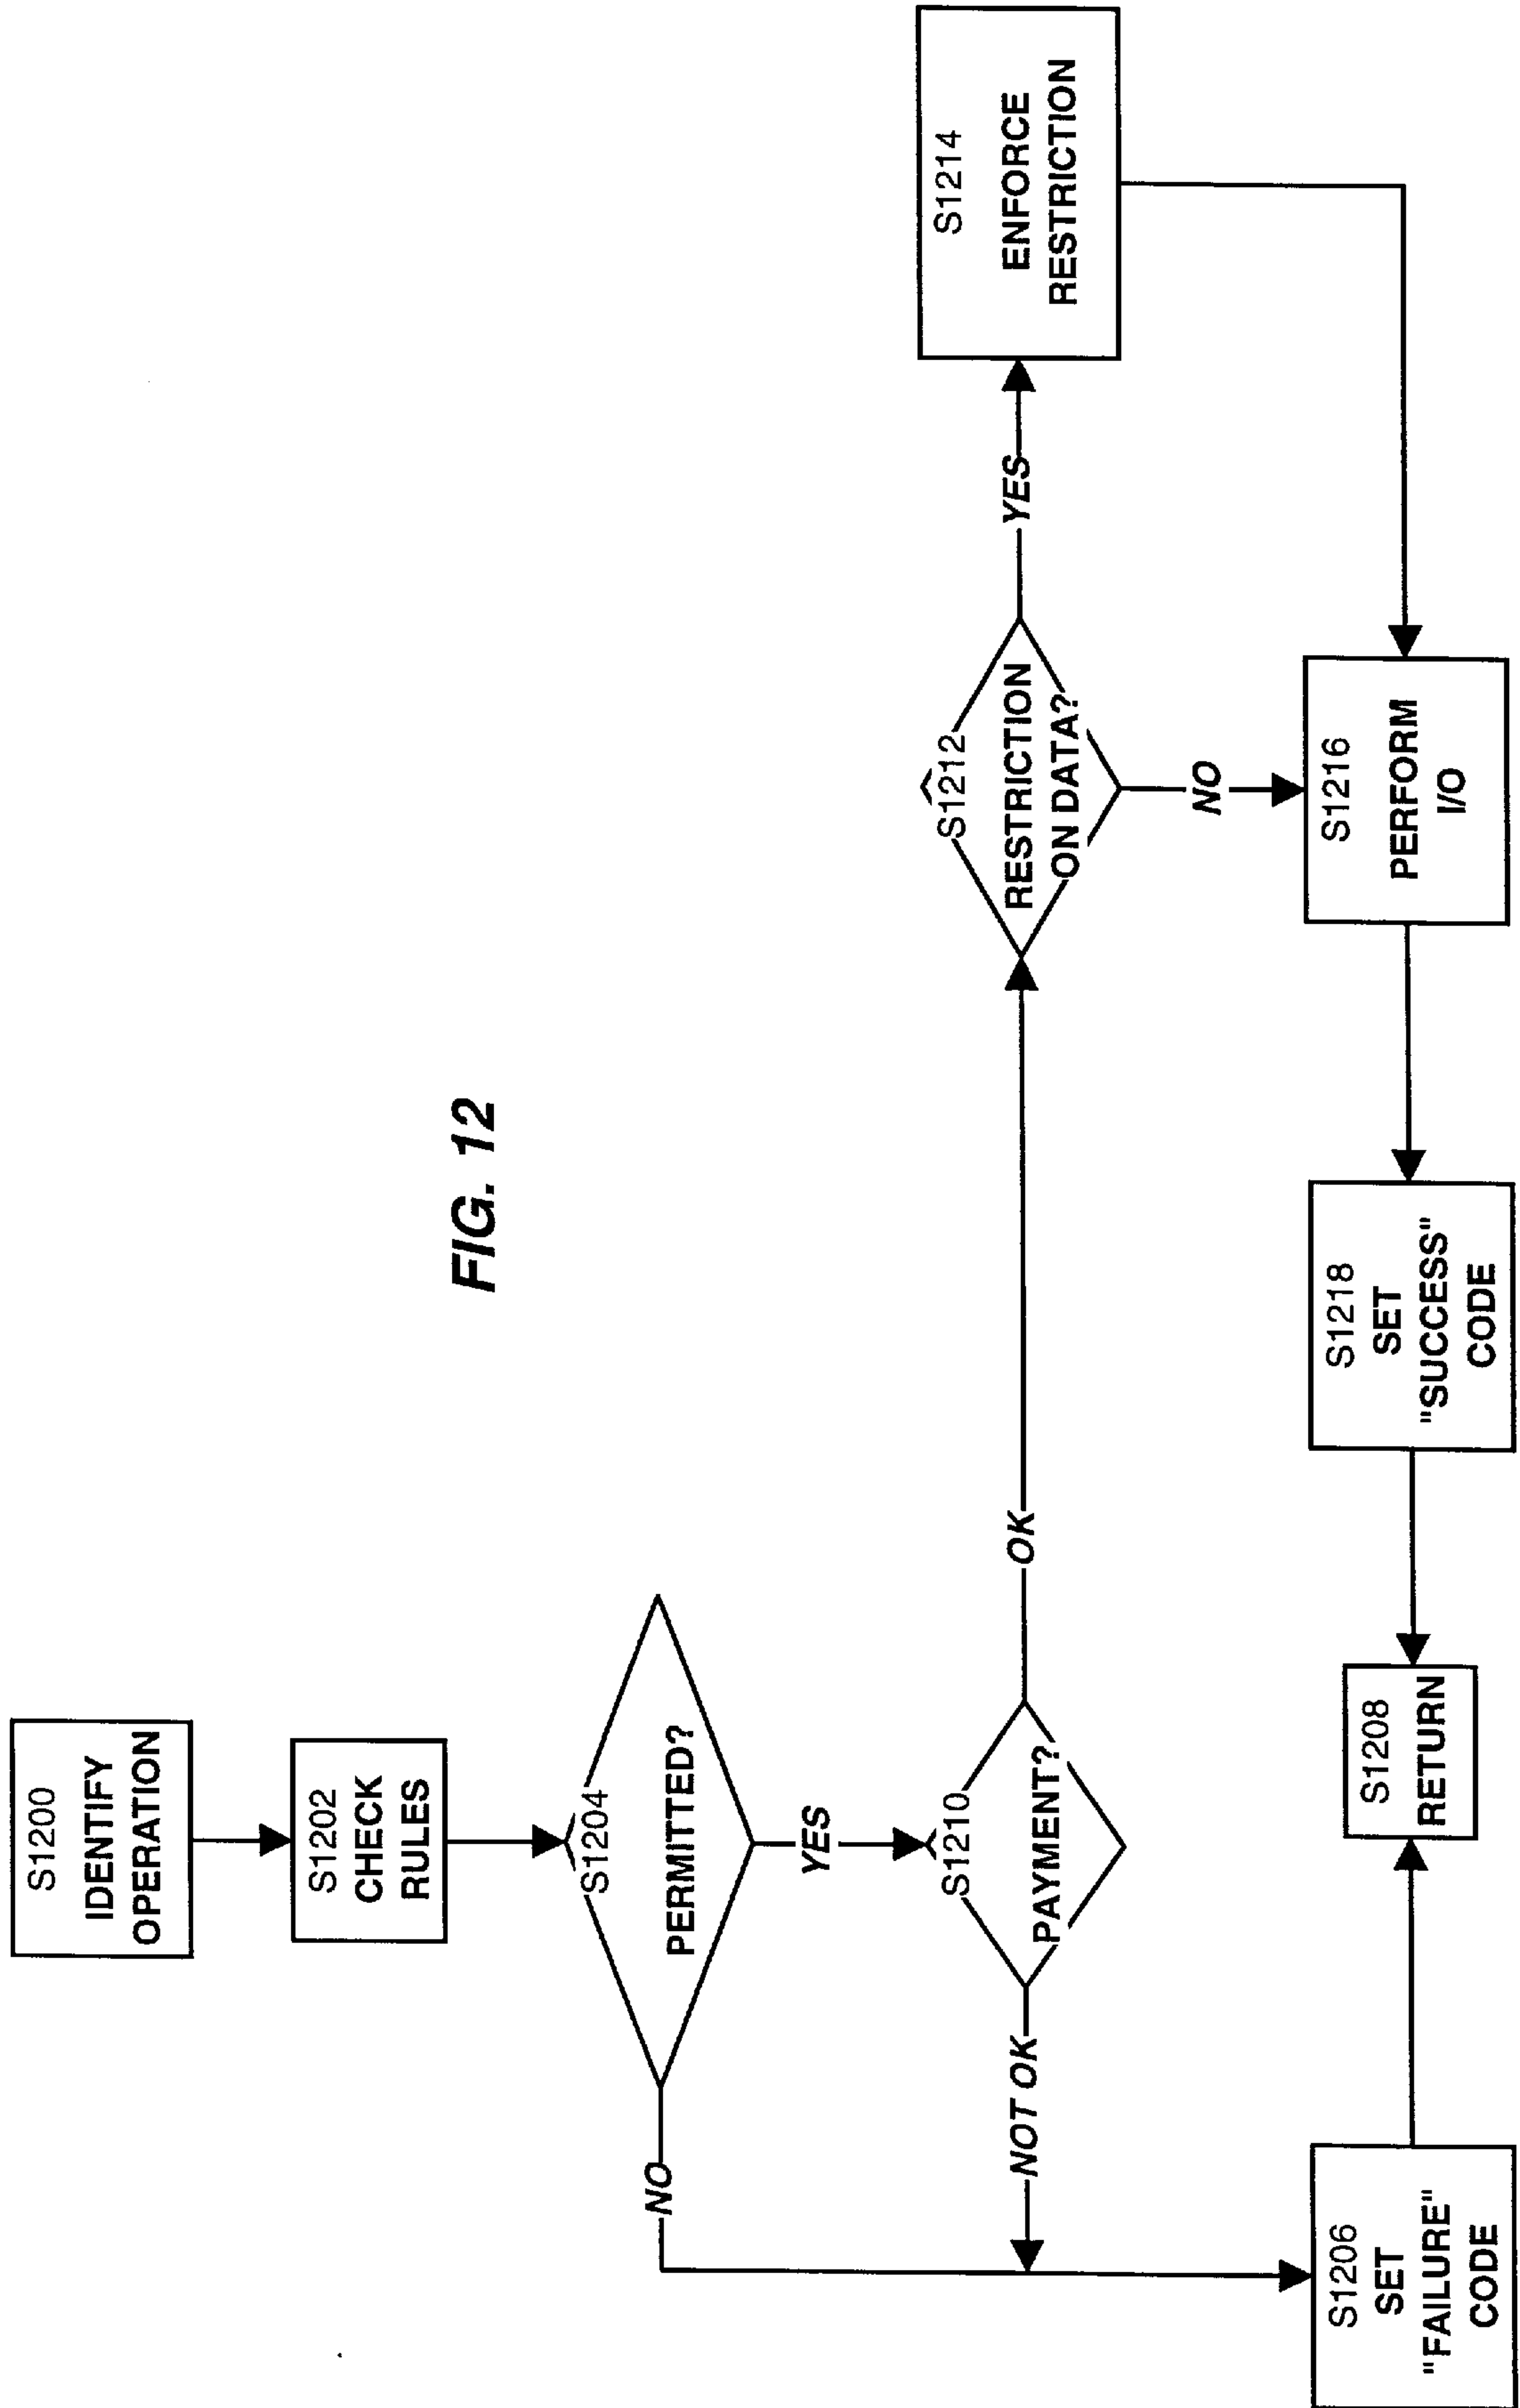 FIG. 12
S1200
IDENTIFY
OPERATION
S1202
CHECK
RULES
S1204
PERMITTED?
NO
YES
S1210
PAYMENT?
NOT OK
OK
S1212
RESTRICTION
ON DATA?
YES
NO
S1214
ENFORCE
RESTRICTION
S1206
SET
"FAILURE"
CODE
S1208
RETURN
S1218
SET
"SUCCESS"
CODE
S1216
PERFORM
I/O